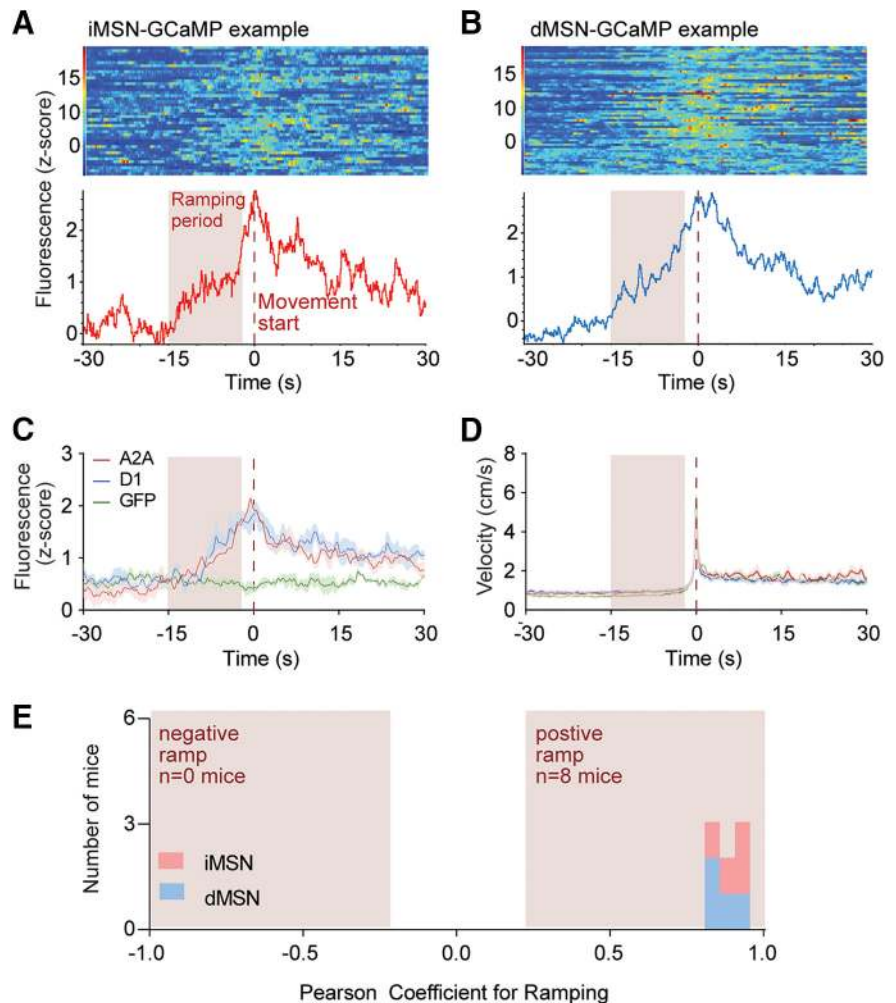 A
iMSN-GCaMP example
15
10
0
Fluorescence (z-score)
Ramping
period
2
1
0
Movement
start
-30
-15
0
15
30
Time (s)
B
dMSN-GCaMP example
15
10
0
2
1
0
-30
-15
0
15
30
Time (s)
C
3
2
1
0
Fluorescence
(z-score)
A2A
D1
GFP
-30
-15
0
15
30
Time (s)
D
8
6
4
2
0
Velocity (cm/s)
-30
-15
0
15
30
Time (s)
E
6
3
0
Number of mice
negative
ramp
n=0 mice
postive
ramp
n=8 mice
iMSN
dMSN
-1.0
-0.5
0.0
0.5
1.0
Pearson Coefficient for Ramping